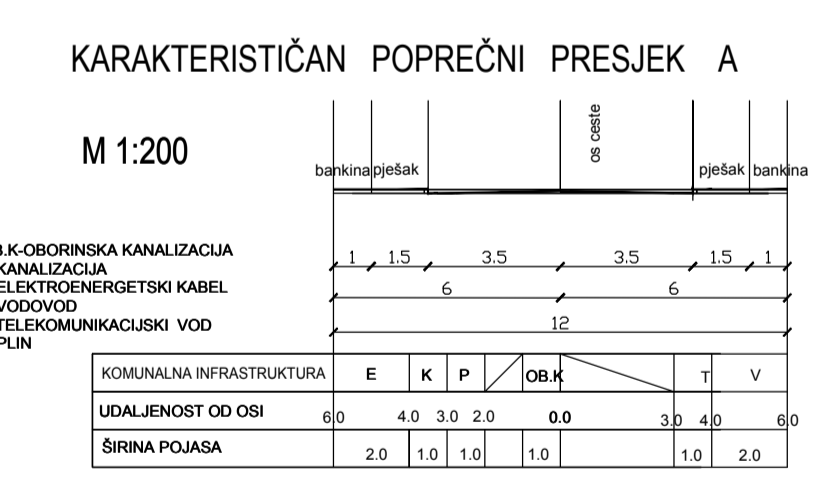 KARAKTERISTIČAN POPREČNI PRESJEK A
M 1:200
os ceste
bankina pješak pješak bankina
B.K-OBORINSKA KANALIZACIJA
KANALIZACIJA
ELEKTROENERGETSKI KABEL
VODOVOD
TELEKOMUNIKACIJSKI VOD
PLIN
1 1.5 3.5 3.5 1.5 1
6 6
12
KOMUNALNA INFRASTRUKTURA E K P OB.K T V
UDALJENOST OD OSI 6.0 4.0 3.0 2.0 0.0 3.0 4.0 6.0
ŠIRINA POJASA 2.0 1.0 1.0 1.0 1.0 2.0